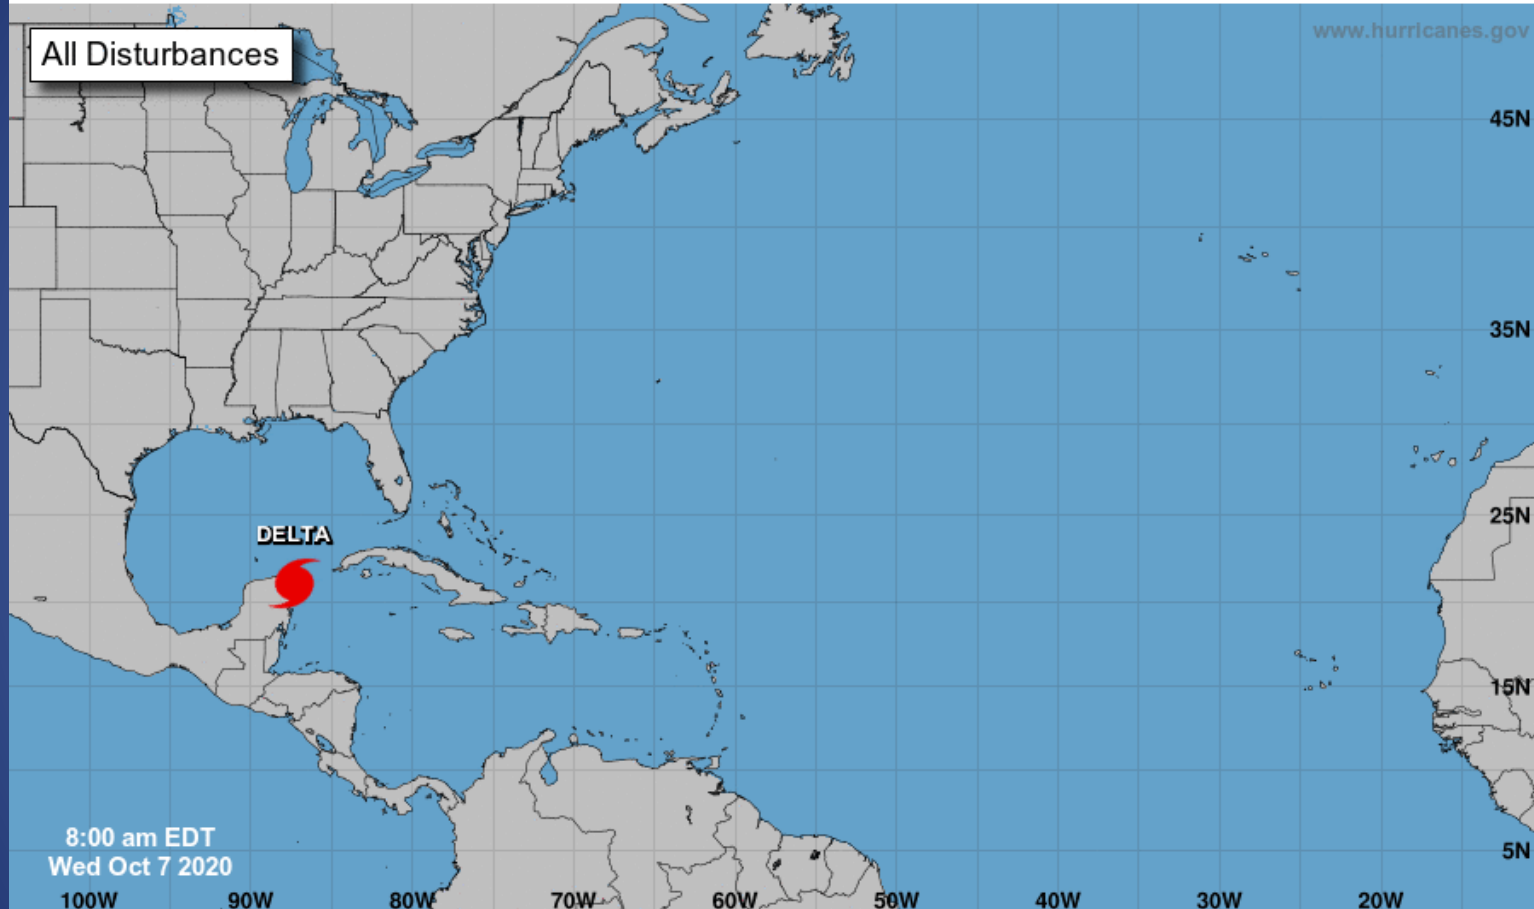 All Disturbances
www.hurricanes.gov
45N
35N
25N
DELTA
15N
8:00 am EDT
Wed Oct 7 2020
5N
100W 90W 80W 70W 60W 50W 40W 30W 20W